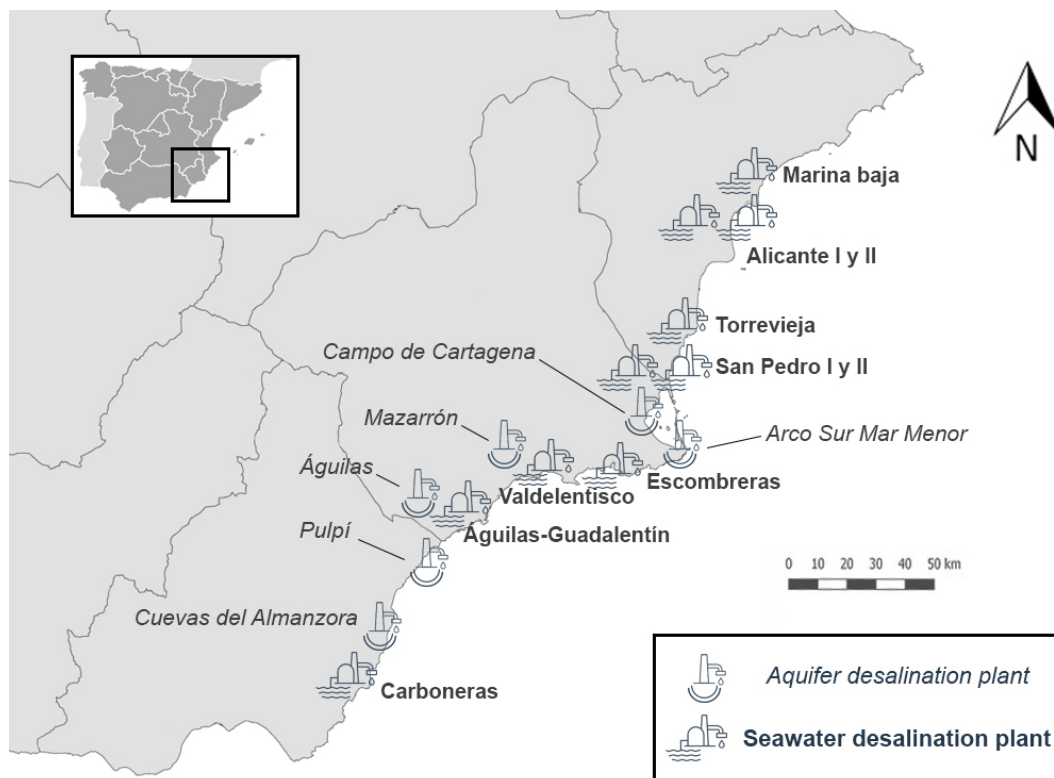 N
Marina baja
Alicante I y II
Torrevieja
Campo de Cartagena
San Pedro I y II
Mazarrón
Arco Sur Mar Menor
Águilas
Escombreras
Valdelentisco
Pulpí
Águilas-Guadalentín
0 10 20 30 40 50 km
Cuevas del Almanzora
Carboneras
Aquifer desalination plant
Seawater desalination plant